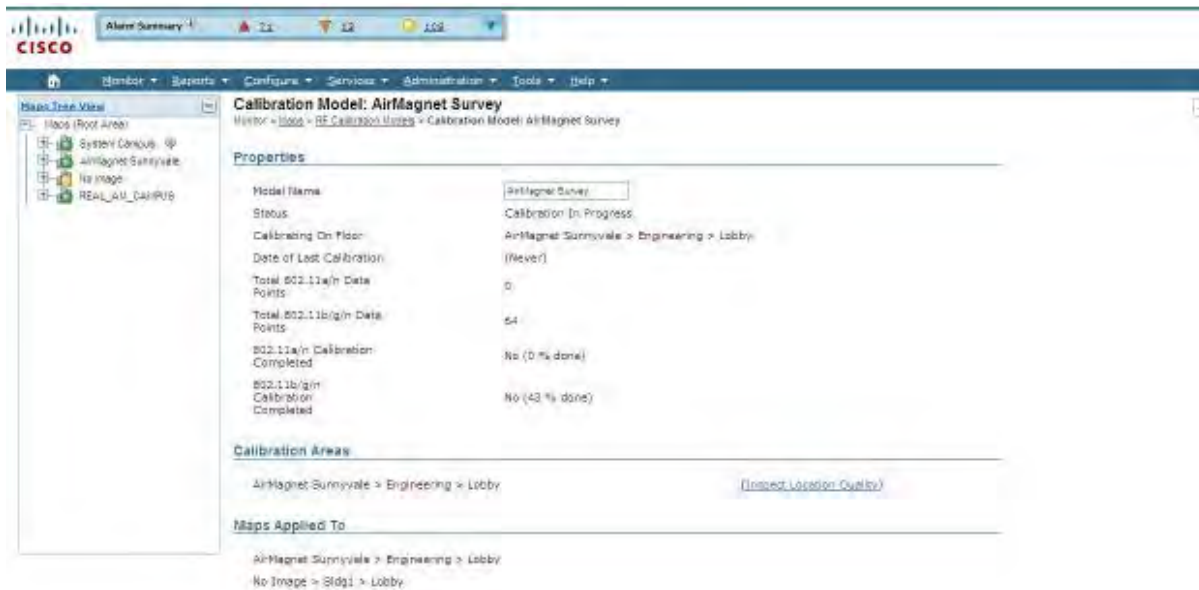 Alarm Summary
CISCO
Monitor Reports Configure Services Administration Tools Help
Maps Tree View
Maps (Root Area)
System Campus
AirMagnet Sunnyvale
No Image
REAL_AM_CAMPUS
Calibration Model: AirMagnet Survey
Monitor > Maps > RF Calibration Models > Calibration Model: AirMagnet Survey
Properties
Model Name AirMagnet Survey
Status Calibration In Progress
Calibrating On Floor AirMagnet Sunnyvale > Engineering > Lobby
Date of Last Calibration (Never)
Total 802.11a/n Data
Points
0
Total 802.11b/g/n Data
Points
64
802.11a/n Calibration
Completed
No (0 % done)
802.11b/g/n
Calibration
Completed
No (43 % done)
Calibration Areas
AirMagnet Sunnyvale > Engineering > Lobby (Inspect Location Quality)
Maps Applied To
AirMagnet Sunnyvale > Engineering > Lobby
No Image > Bldg1 > Lobby